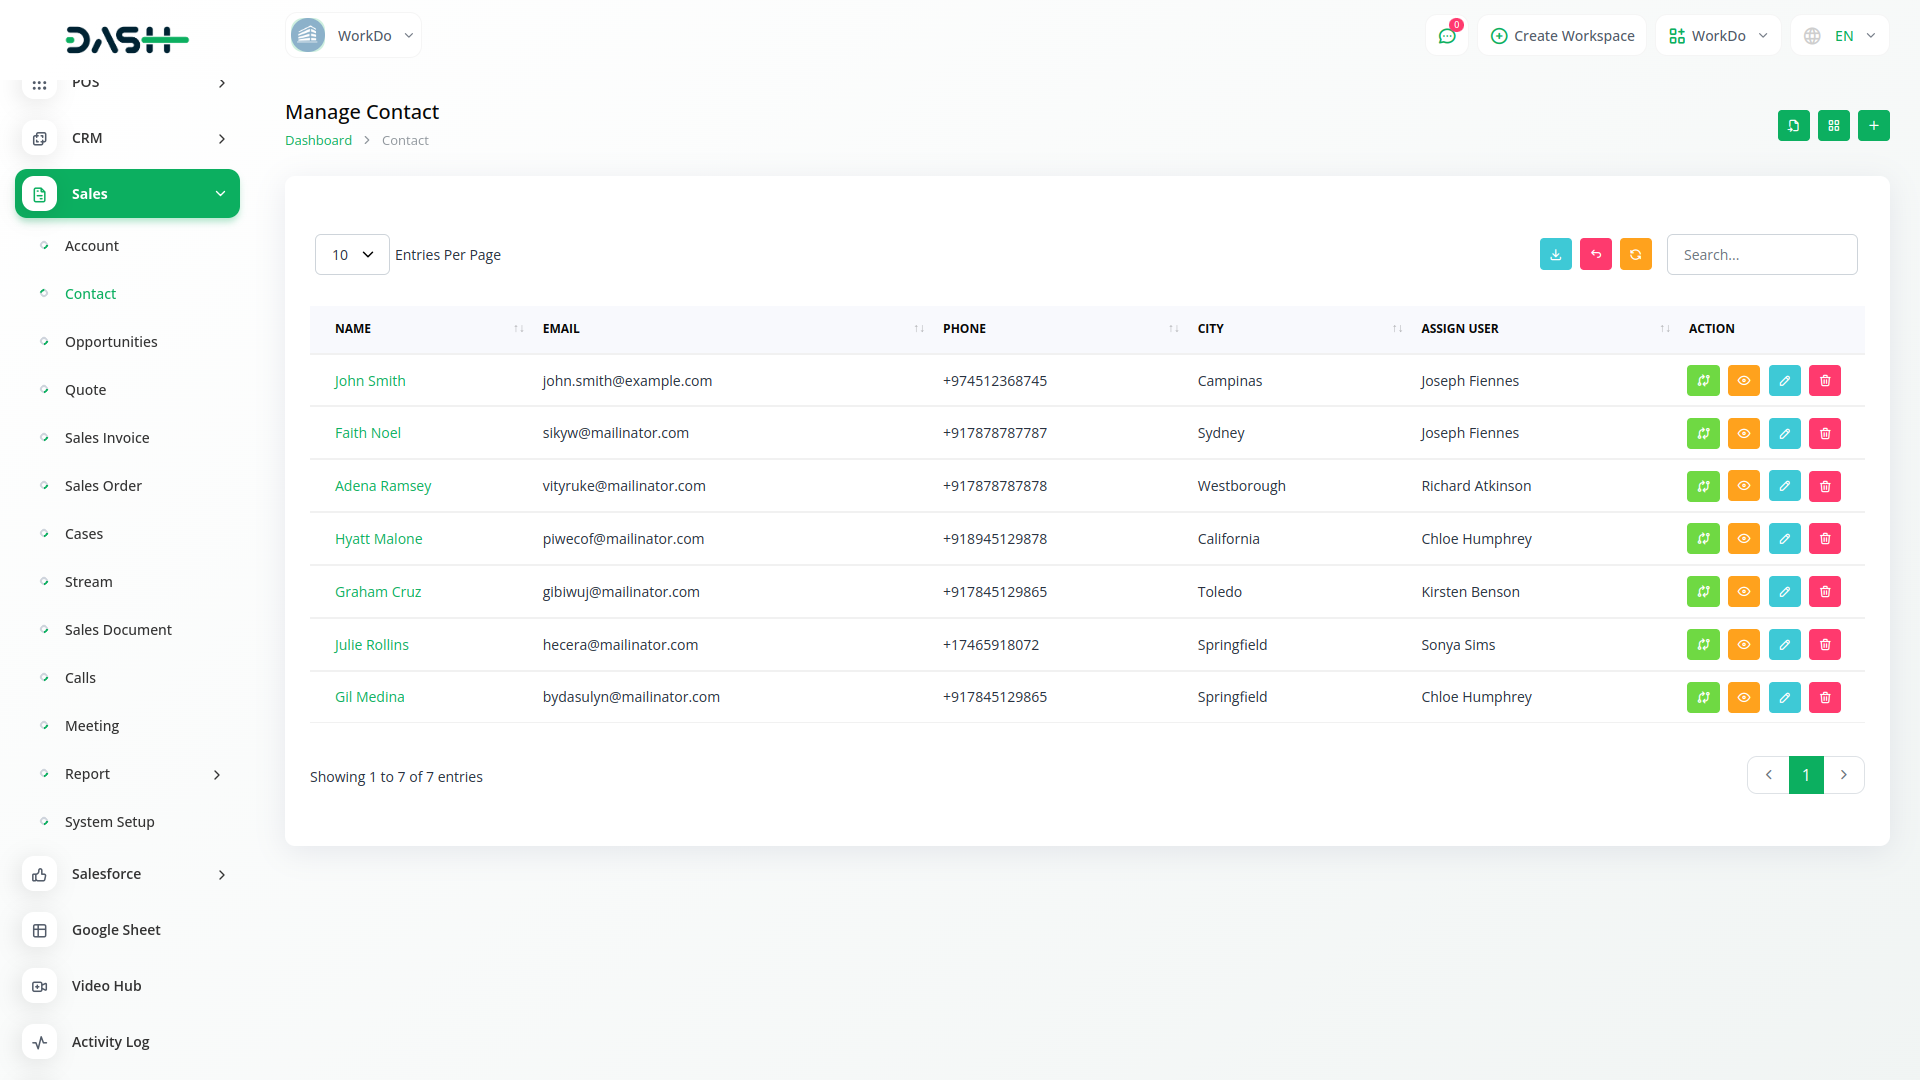 DASH
WorkDo
0
Create Workspace
WorkDo
EN
POS
CRM
Sales
Account
Contact
Opportunities
Quote
Sales Invoice
Sales Order
Cases
Stream
Sales Document
Calls
Meeting
Report
System Setup
Salesforce
Google Sheet
Video Hub
Activity Log
Manage Contact
Dashboard > Contact
10 Entries Per Page
Search...
NAME EMAIL PHONE CITY ASSIGN USER ACTION
John Smith john.smith@example.com +974512368745 Campinas Joseph Fiennes
Faith Noel sikyw@mailinator.com +917878787787 Sydney Joseph Fiennes
Adena Ramsey vityruke@mailinator.com +917878787878 Westborough Richard Atkinson
Hyatt Malone piwecof@mailinator.com +918945129878 California Chloe Humphrey
Graham Cruz gibiwuj@mailinator.com +917845129865 Toledo Kirsten Benson
Julie Rollins hecera@mailinator.com +17465918072 Springfield Sonya Sims
Gil Medina bydasulyn@mailinator.com +917845129865 Springfield Chloe Humphrey
Showing 1 to 7 of 7 entries
1